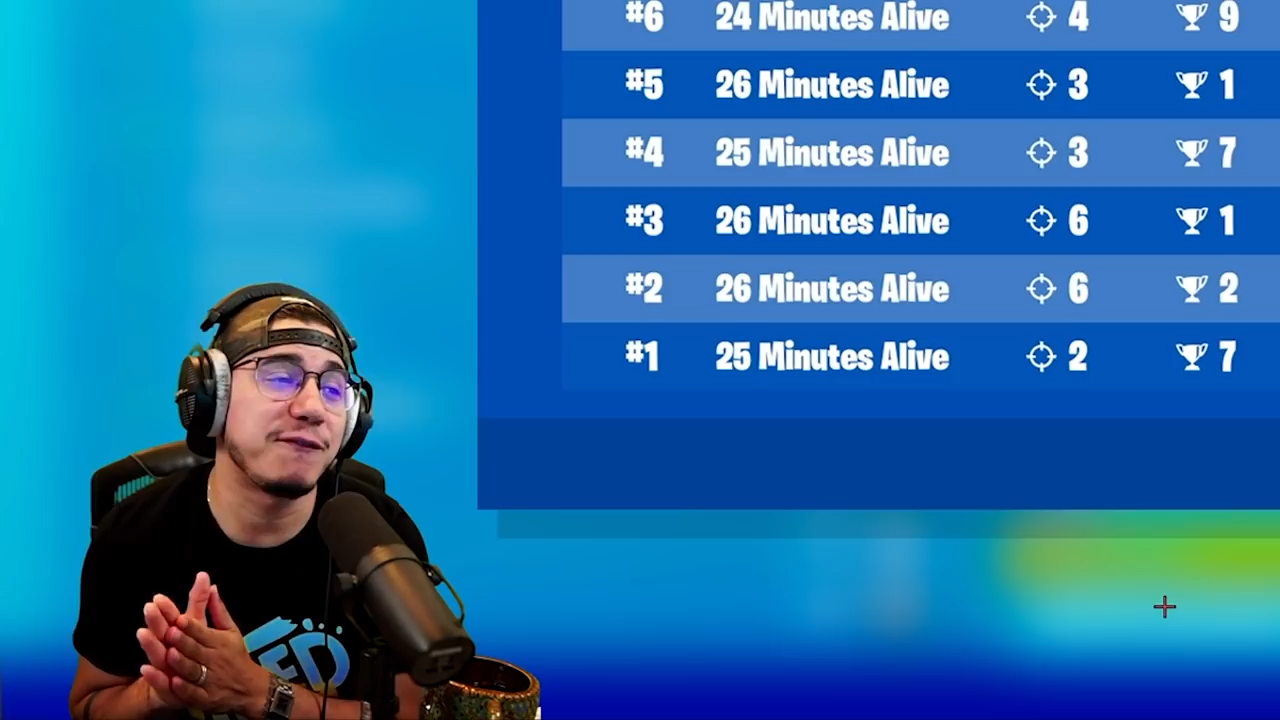 #6 24 Minutes Alive 4 9
#5 26 Minutes Alive 3 1
#4 25 Minutes Alive 3 7
#3 26 Minutes Alive 6 1
#2 26 Minutes Alive 6 2
#1 25 Minutes Alive 2 7